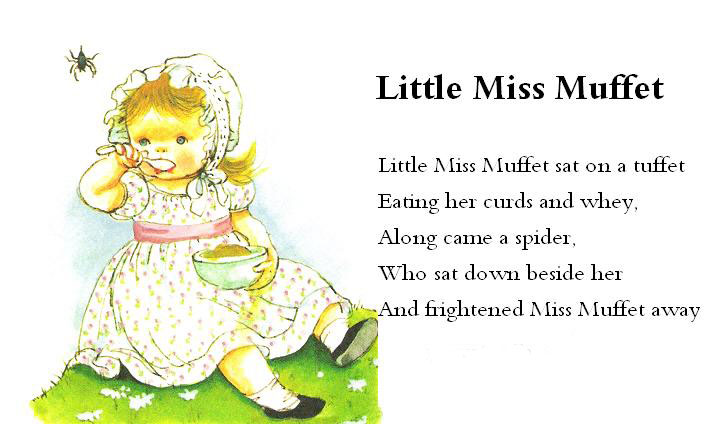 Little Miss Muffet
Little Miss Muffet sat on a tuffet
Eating her curds and whey,
Along came a spider,
Who sat down beside her
And frightened Miss Muffet away